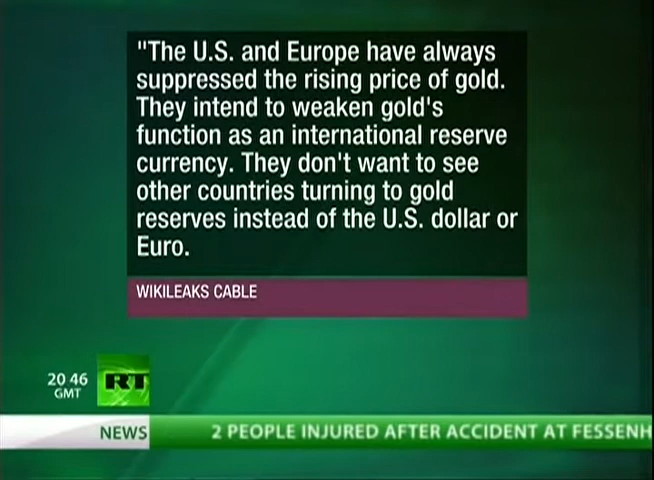 "The U.S. and Europe have always
suppressed the rising price of gold.
They intend to weaken gold's
function as an international reserve
currency. They don't want to see
other countries turning to gold
reserves instead of the U.S. dollar or
Euro.
WIKILEAKS CABLE
20 46
GMT
RT
NEWS
2 PEOPLE INJURED AFTER ACCIDENT AT FESSENH